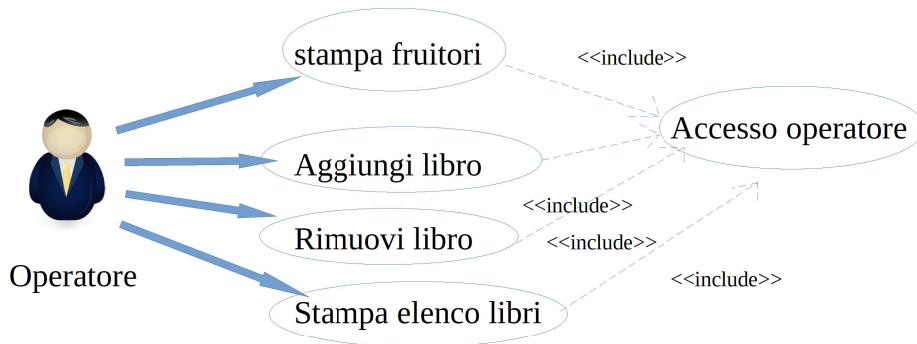 stampa fruitori
<<include>>
Accesso operatore
Aggiungi libro
<<include>>
Rimuovi libro
<<include>>
Operatore
<<include>>
Stampa elenco libri